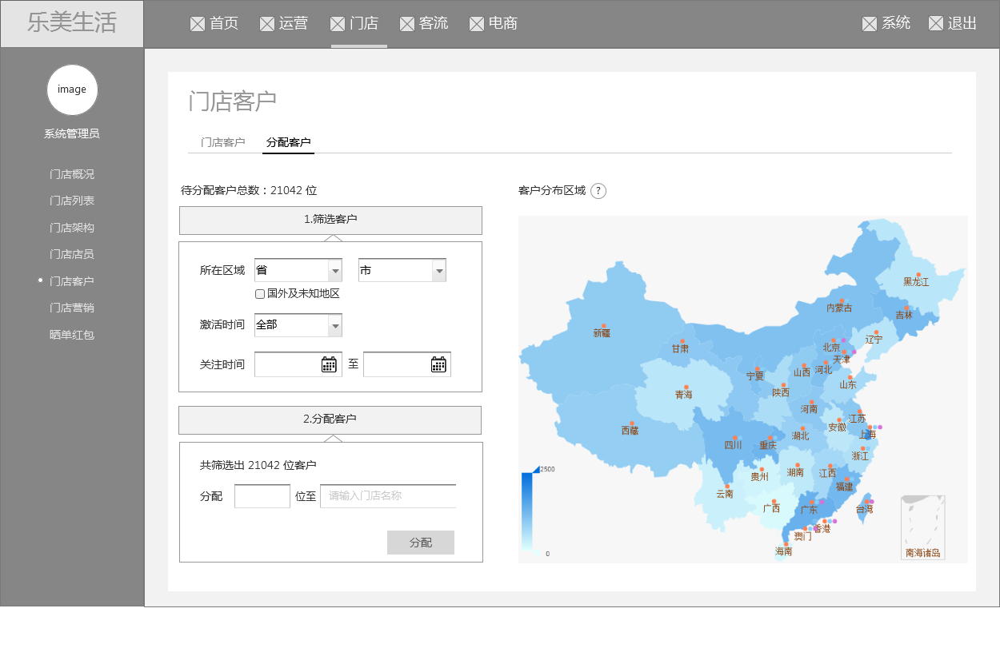 乐美生活
首页
运营
门店
客流
电商
系统
退出
image
系统管理员
门店概况
门店列表
门店架构
门店店员
门店客户
门店营销
晒单红包
门店客户
门店客户
分配客户
待分配客户总数：21042 位
1.筛选客户
所在区域 省 市
国外及未知地区
激活时间 全部
关注时间 至
2.分配客户
共筛选出 21042 位客户
分配 位至 请输入门店名称
分配
客户分布区域 ?
黑龙江
内蒙古
吉林
新疆
辽宁
甘肃
北京
天津
宁夏
山西
河北
山东
青海
陕西
河南
江苏
西藏
安徽
上海
四川
重庆
湖北
浙江
贵州
湖南
江西
福建
云南
广西
广东
台湾
香港
澳门
海南
南海诸岛
2500
0